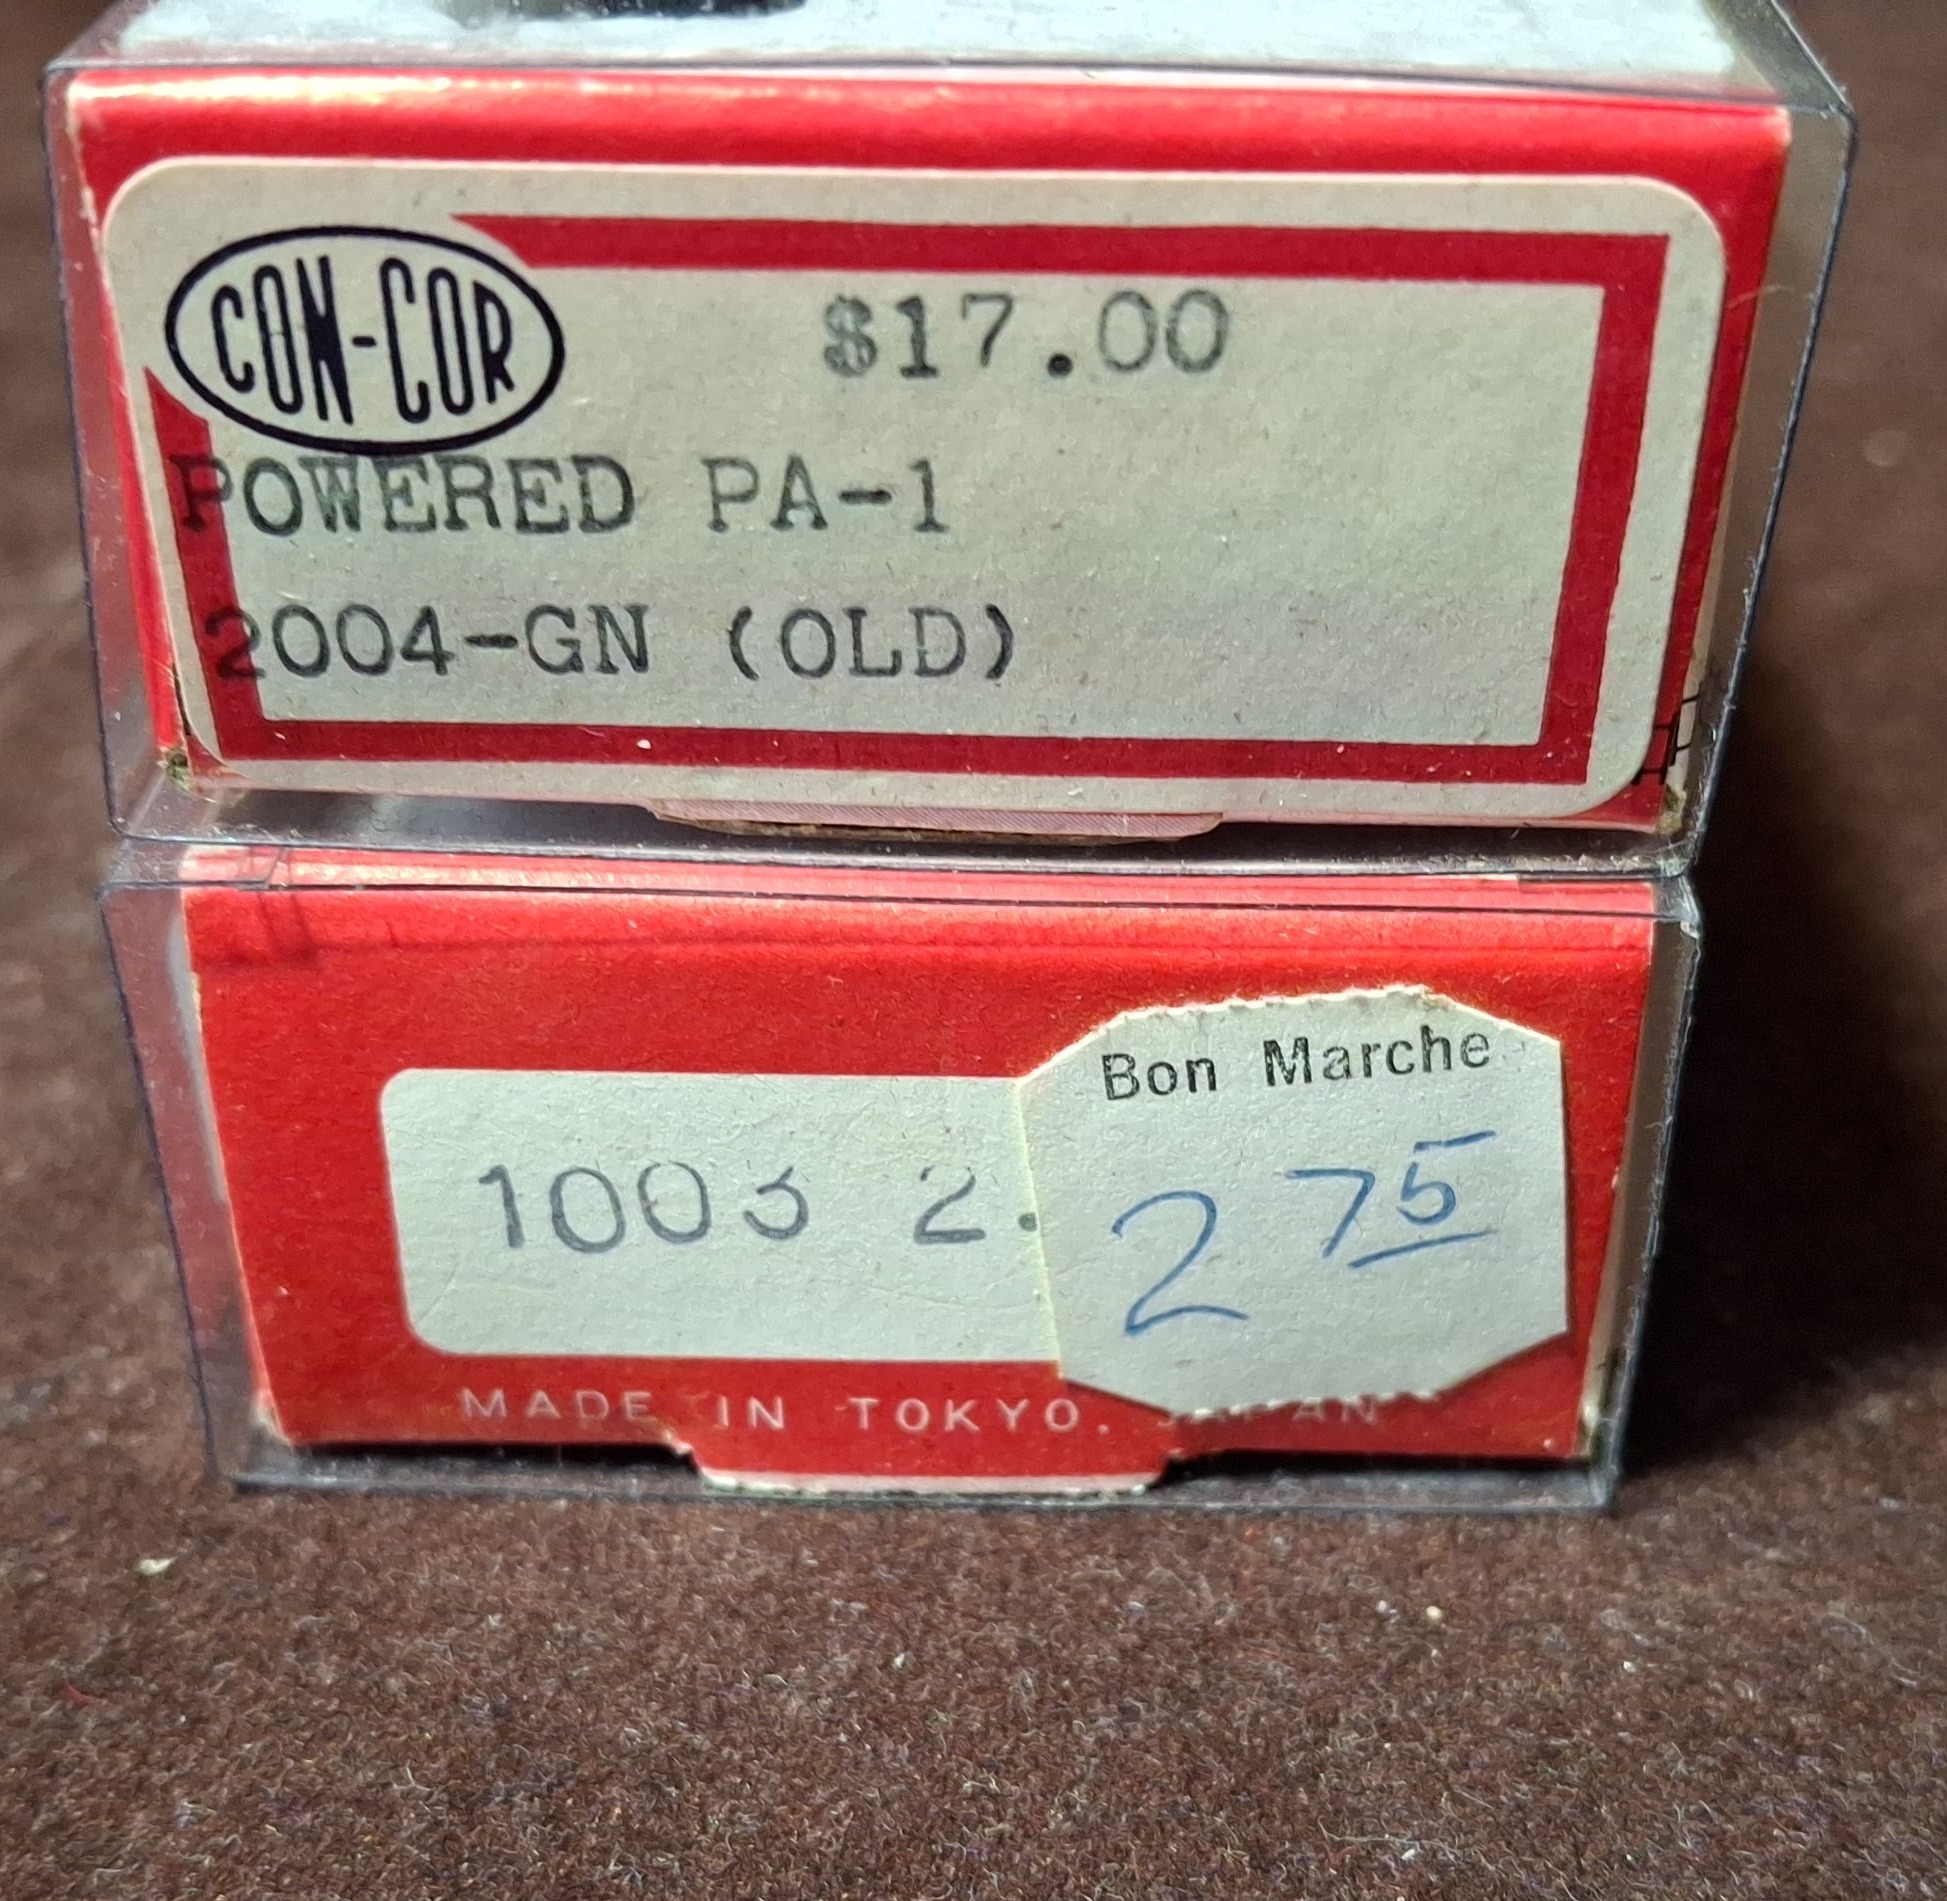 CON-COR
$17.00
POWERED PA-1
2004-GN (OLD)
Bon Marche
1003 2.
2 75
MADE IN TOKYO. JAPAN